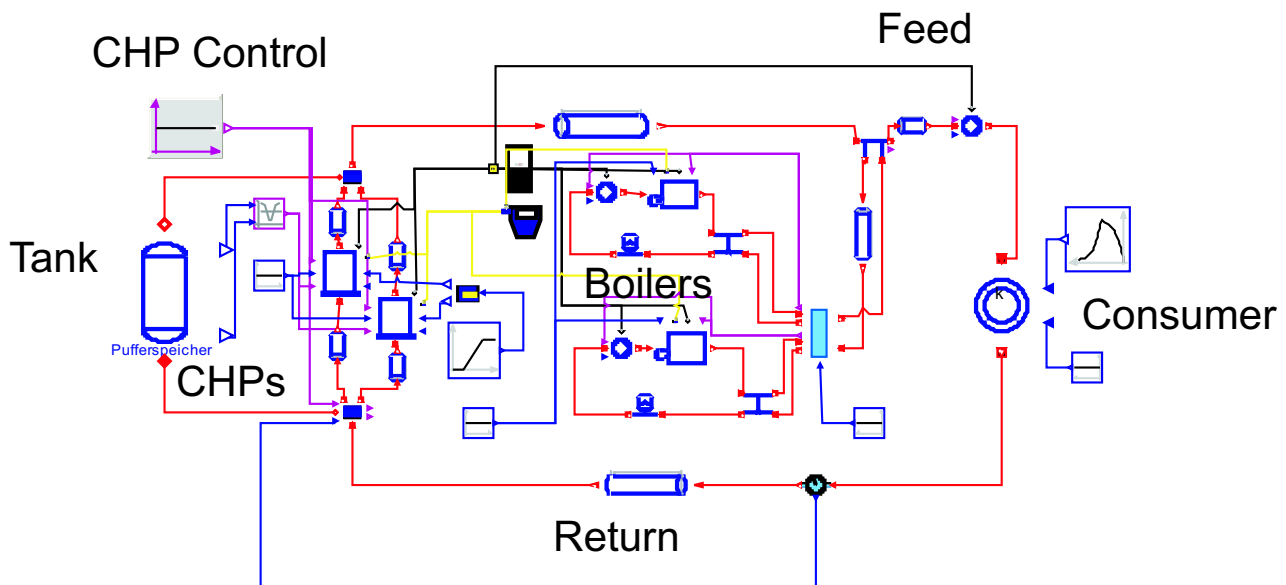 Feed
CHP Control
Tank
Boilers
k
Consumer
Pufferspeicher
CHPs
Return